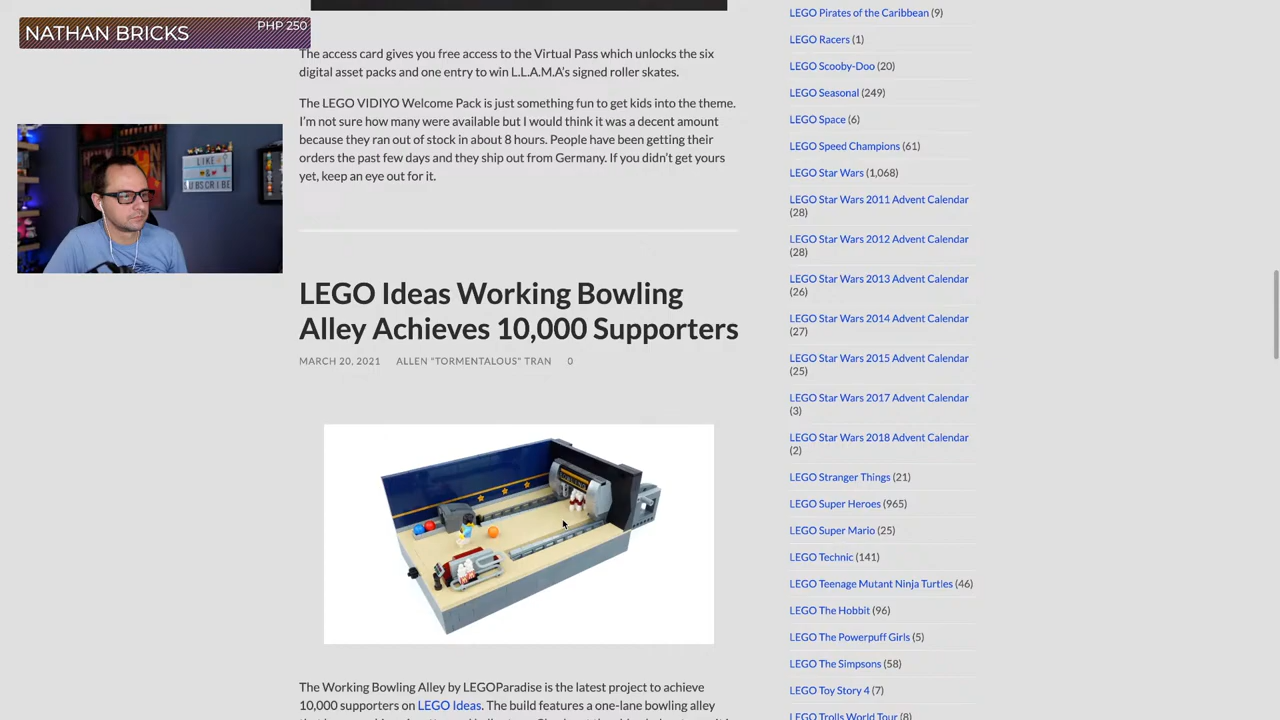 NATHAN BRICKS
PHP 250
The access card gives you free access to the Virtual Pass which unlocks the six
digital asset packs and one entry to win L.L.A.M.A's signed roller skates.
The LEGO VIDIYO Welcome Pack is just something fun to get kids into the theme.
I'm not sure how many were available but I would think it was a decent amount
because they ran out of stock in about 8 hours. People have been getting their
orders the past few days and they ship out from Germany. If you didn't get yours
yet, keep an eye out for it.
LIKE
&
SUBSCRIBE
LEGO Ideas Working Bowling
Alley Achieves 10,000 Supporters
MARCH 20, 2021 ALLEN "TORMENTALOUS" TRAN 0
The Working Bowling Alley by LEGOParadise is the latest project to achieve
10,000 supporters on LEGO Ideas. The build features a one-lane bowling alley
LEGO Pirates of the Caribbean (9)
LEGO Racers (1)
LEGO Scooby-Doo (20)
LEGO Seasonal (249)
LEGO Space (6)
LEGO Speed Champions (61)
LEGO Star Wars (1,068)
LEGO Star Wars 2011 Advent Calendar
(28)
LEGO Star Wars 2012 Advent Calendar
(28)
LEGO Star Wars 2013 Advent Calendar
(26)
LEGO Star Wars 2014 Advent Calendar
(27)
LEGO Star Wars 2015 Advent Calendar
(25)
LEGO Star Wars 2017 Advent Calendar
(3)
LEGO Star Wars 2018 Advent Calendar
(2)
LEGO Stranger Things (21)
LEGO Super Heroes (965)
LEGO Super Mario (25)
LEGO Technic (141)
LEGO Teenage Mutant Ninja Turtles (46)
LEGO The Hobbit (96)
LEGO The Powerpuff Girls (5)
LEGO The Simpsons (58)
LEGO Toy Story 4 (7)
LEGO Trolls World Tour (8)